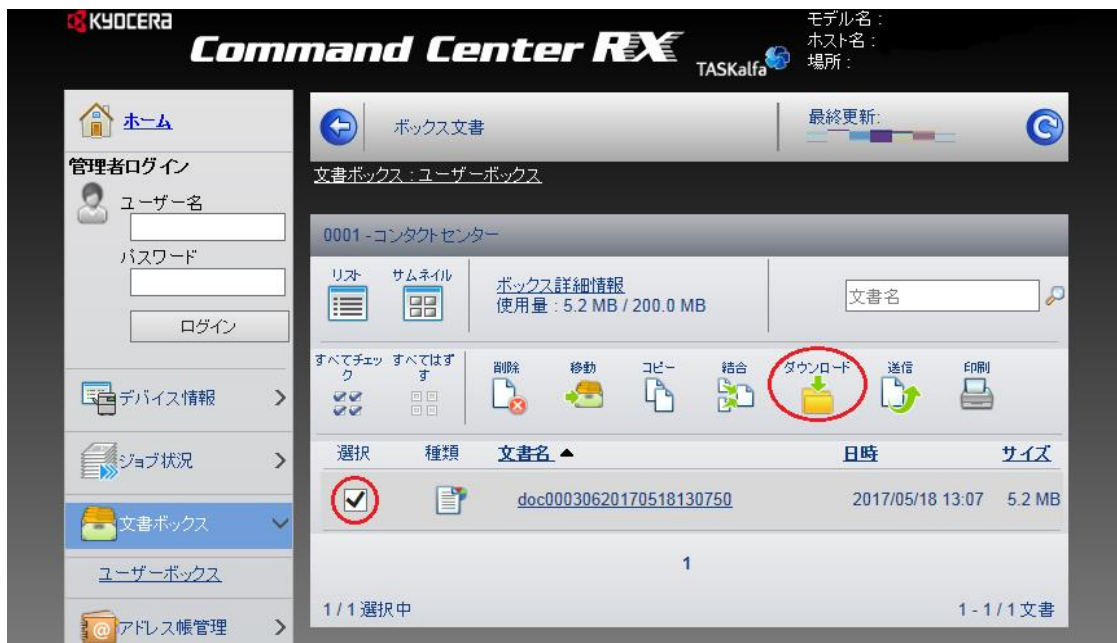 KYOCERA
Command Center RX
TASKalfa
モデル名 :
ホスト名 :
場所 :
ホーム
管理者ログイン
ユーザー名
パスワード
ログイン
デバイス情報
ジョブ状況
文書ボックス
ユーザーボックス
アドレス帳管理
ボックス文書
最終更新:
文書ボックス : ユーザーボックス
0001 - コンタクトセンター
リスト
サムネイル
ボックス詳細情報
使用量 : 5.2 MB / 200.0 MB
文書名
すべてチェッ
ク
すべてはず
す
削除
移動
コピー
結合
ダウンロード
送信
印刷
選択
種類
文書名 ▲
日時
サイズ
doc00030620170518130750
2017/05/18 13:07
5.2 MB
1
1 / 1 選択中
1 - 1 / 1 文書